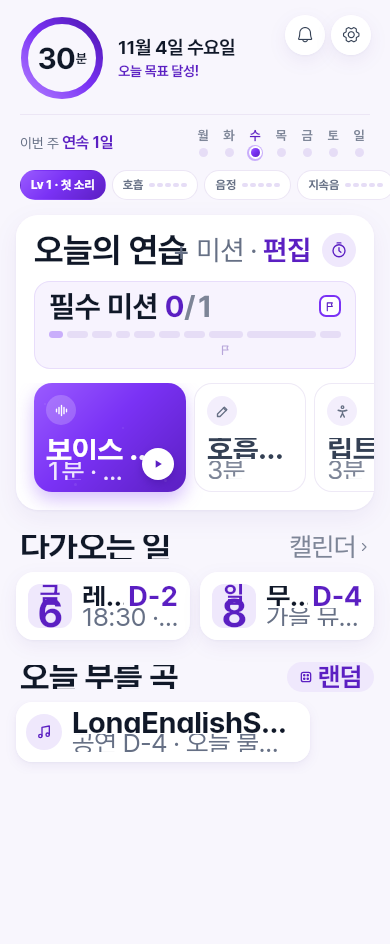 30분
11월 4일 수요일
오늘 목표 달성!
이번 주 연속 1일
월 화 수 목 금 토 일
Lv 1 · 첫 소리
호흡
음정
지속음
오늘의 연습
+ 미션 · 편집
필수 미션 0/1
보이스 ...
1분 · ...
호흡...
3분
립트
3분
다가오는 일
캘린더 ›
금
6
레.. D-2
18:30 ·...
일
8
무.. D-4
가을 뮤...
오늘 부를 곡
랜덤
LongEnglishS...
공연 D-4 · 오늘 물...